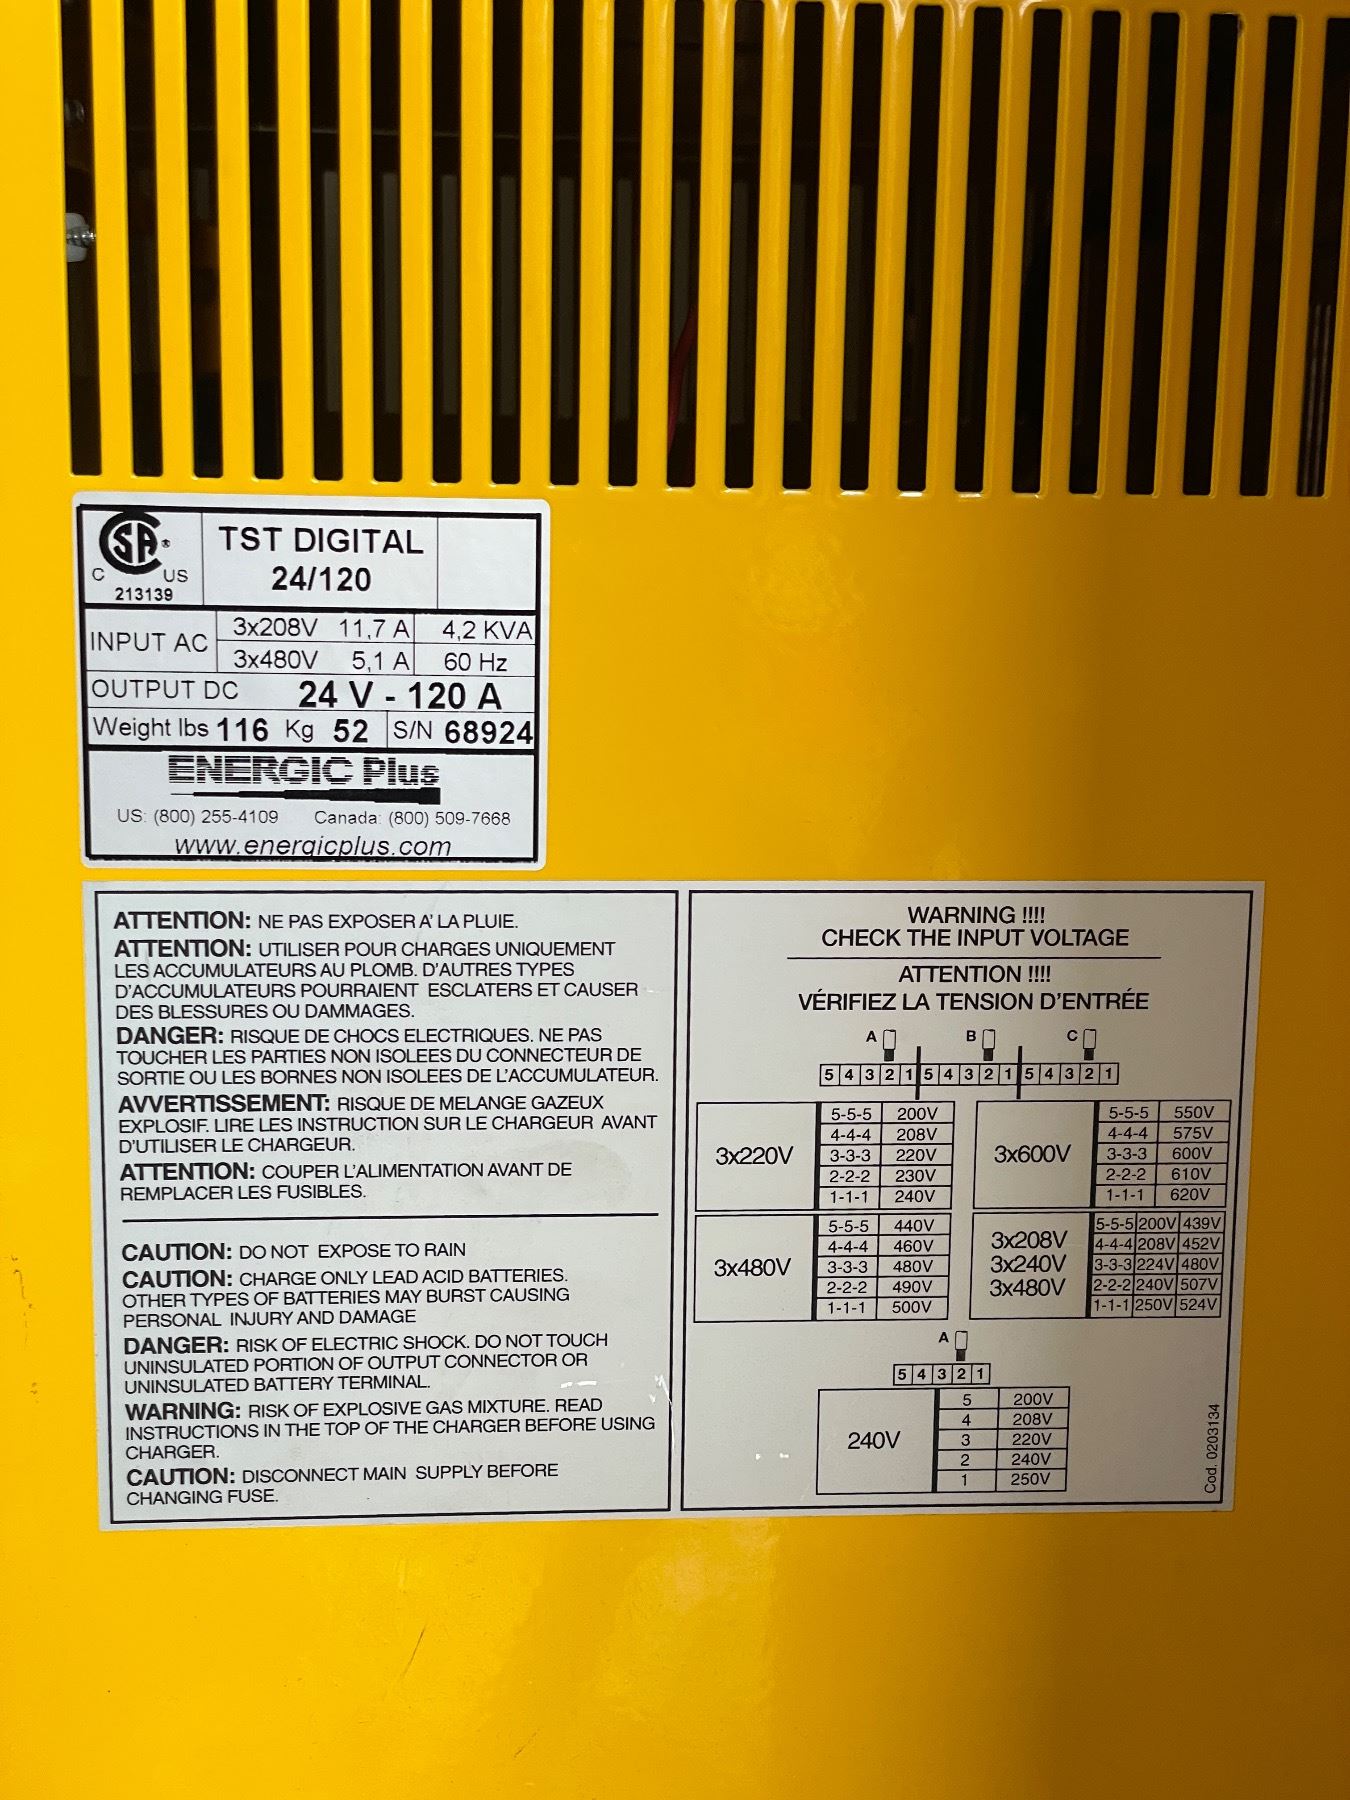 CSA®
C US
213139
TST DIGITAL
24/120
INPUT AC
3x208V 11,7 A 4,2 KVA
3x480V 5,1 A 60 Hz
OUTPUT DC 24 V - 120 A
Weight lbs 116 Kg 52 S/N 68924
ENERGIC Plus
US: (800) 255-4109 Canada: (800) 509-7668
www.energicplus.com
ATTENTION: NE PAS EXPOSER A' LA PLUIE.
ATTENTION: UTILISER POUR CHARGES UNIQUEMENT
LES ACCUMULATEURS AU PLOMB. D'AUTRES TYPES
D'ACCUMULATEURS POURRAIENT ESCLATERS ET CAUSER
DES BLESSURES OU DAMMAGES.
DANGER: RISQUE DE CHOCS ELECTRIQUES. NE PAS
TOUCHER LES PARTIES NON ISOLEES DU CONNECTEUR DE
SORTIE OU LES BORNES NON ISOLEES DE L'ACCUMULATEUR.
AVVERTISSEMENT: RISQUE DE MELANGE GAZEUX
EXPLOSIF. LIRE LES INSTRUCTION SUR LE CHARGEUR AVANT
D'UTILISER LE CHARGEUR.
ATTENTION: COUPER L'ALIMENTATION AVANT DE
REMPLACER LES FUSIBLES.
CAUTION: DO NOT EXPOSE TO RAIN
CAUTION: CHARGE ONLY LEAD ACID BATTERIES.
OTHER TYPES OF BATTERIES MAY BURST CAUSING
PERSONAL INJURY AND DAMAGE
DANGER: RISK OF ELECTRIC SHOCK. DO NOT TOUCH
UNINSULATED PORTION OF OUTPUT CONNECTOR OR
UNINSULATED BATTERY TERMINAL.
WARNING: RISK OF EXPLOSIVE GAS MIXTURE. READ
INSTRUCTIONS IN THE TOP OF THE CHARGER BEFORE USING
CHARGER.
CAUTION: DISCONNECT MAIN SUPPLY BEFORE
CHANGING FUSE.
WARNING !!!!
CHECK THE INPUT VOLTAGE
ATTENTION !!!!
VÉRIFIEZ LA TENSION D'ENTRÉE
A B C
5 4 3 2 1 5 4 3 2 1 5 4 3 2 1
3x220V
5-5-5 200V
4-4-4 208V
3-3-3 220V
2-2-2 230V
1-1-1 240V
3x600V
5-5-5 550V
4-4-4 575V
3-3-3 600V
2-2-2 610V
1-1-1 620V
3x480V
5-5-5 440V
4-4-4 460V
3-3-3 480V
2-2-2 490V
1-1-1 500V
3x208V
3x240V
3x480V
5-5-5 200V 439V
4-4-4 208V 452V
3-3-3 224V 480V
2-2-2 240V 507V
1-1-1 250V 524V
A
5 4 3 2 1
240V
5 200V
4 208V
3 220V
2 240V
1 250V
Cod. 0203134